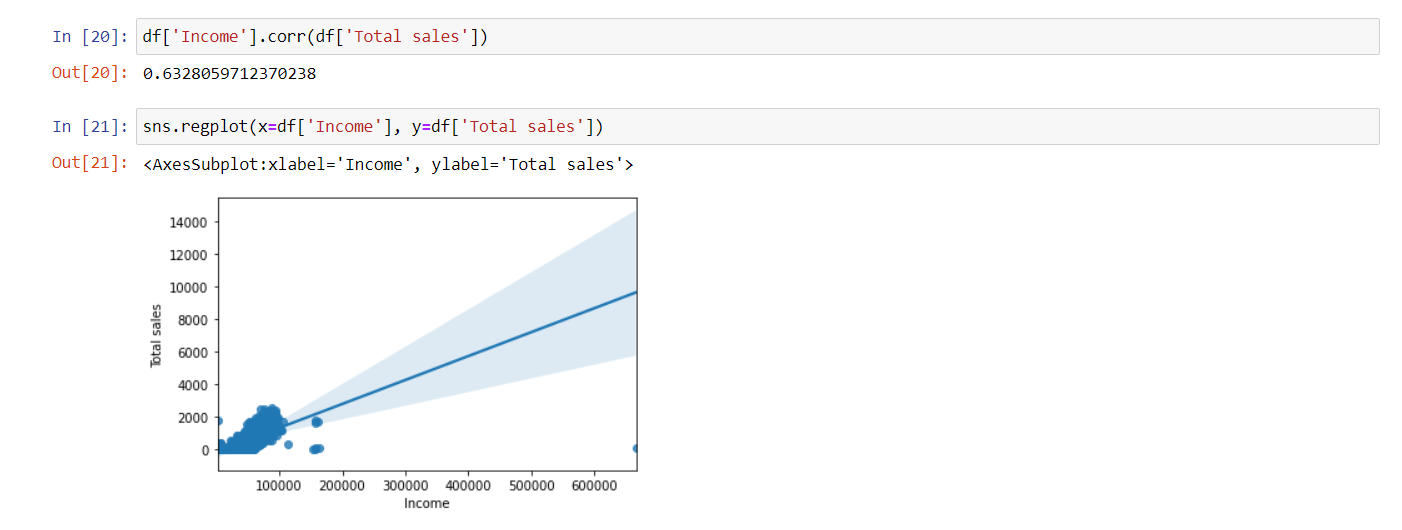 In [20]: df['Income'].corr(df['Total sales'])
Out[20]: 0.6328059712370238
In [21]: sns.regplot(x=df['Income'], y=df['Total sales'])
Out[21]: <AxesSubplot:xlabel='Income', ylabel='Total sales'>
14000
12000
10000
8000
6000
4000
2000
0
Total sales
100000 200000 300000 400000 500000 600000
Income